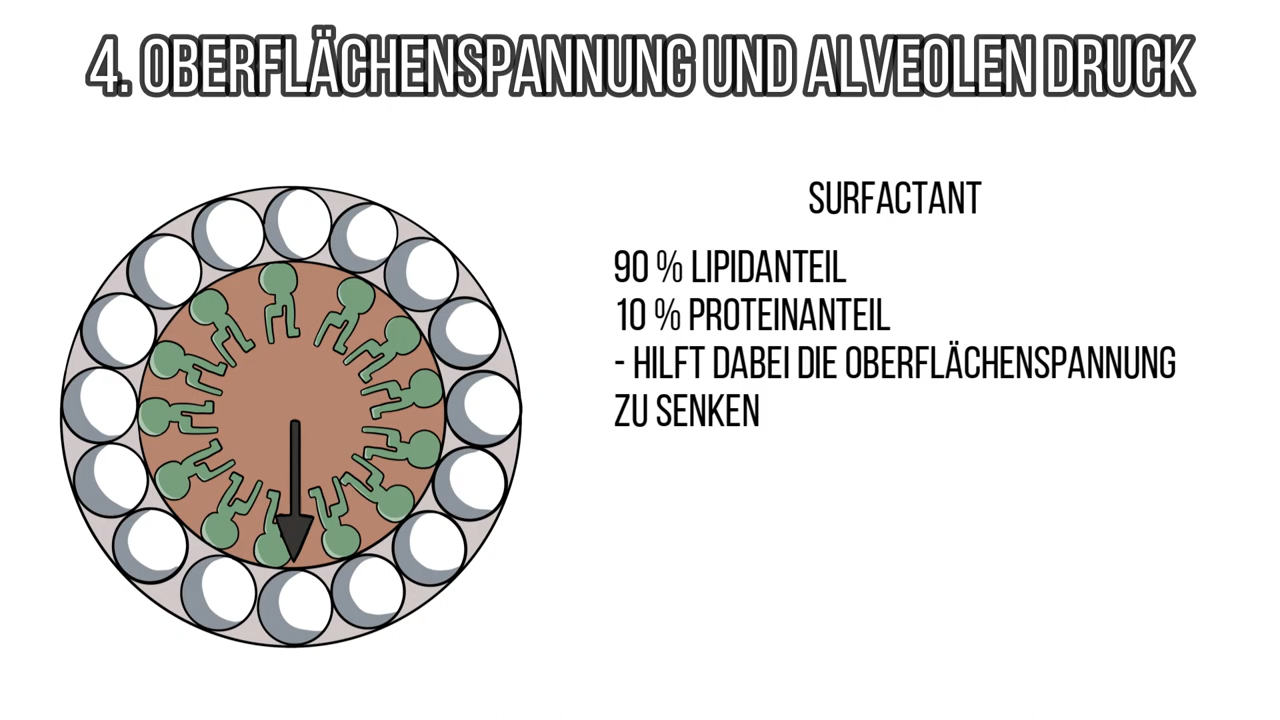 4. OBERFLÄCHENSPANNUNG UND ALVEOLEN DRUCK
SURFACTANT
90 % LIPIDANTEIL
10 % PROTEINANTEIL
- HILFT DABEI DIE OBERFLÄCHENSPANNUNG
ZU SENKEN